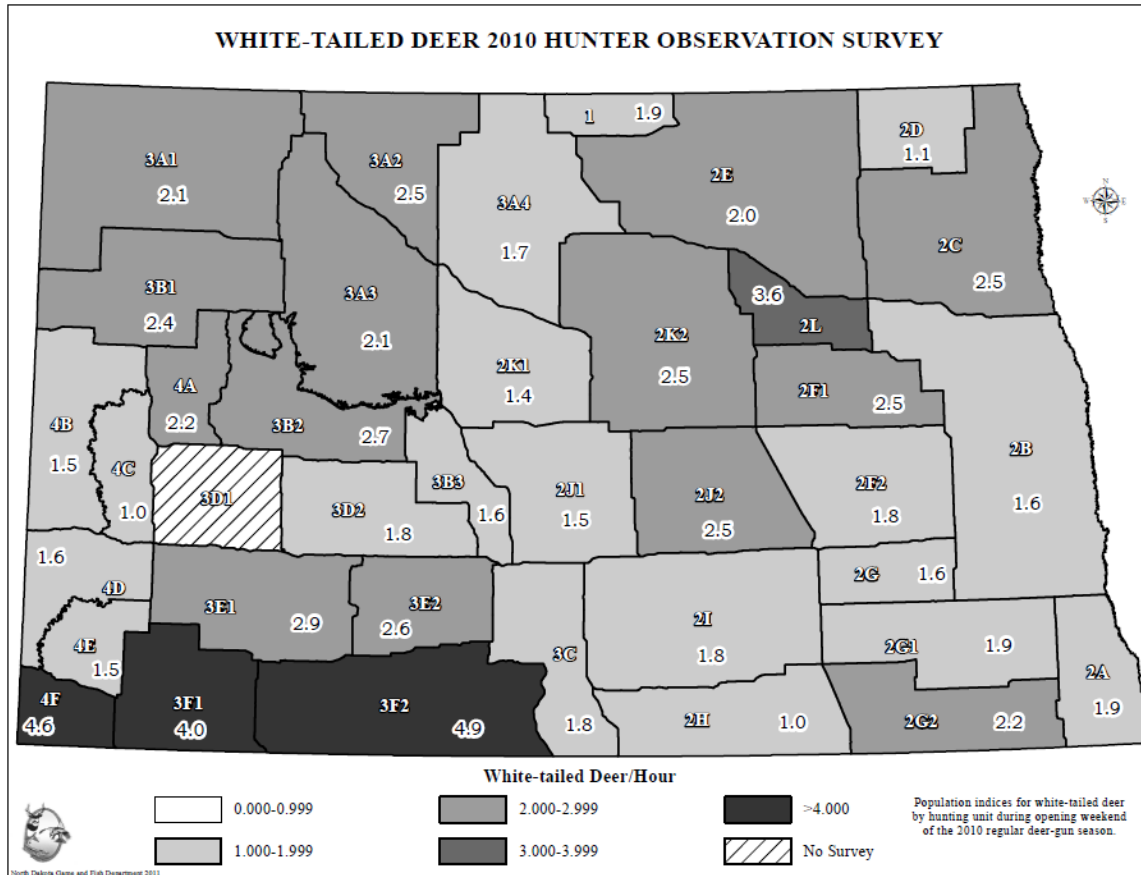 WHITE-TAILED DEER 2010 HUNTER OBSERVATION SURVEY
1 1.9
2D
1.1
3A1
2.1
3A2
2.5
3A4
1.7
2E
2.0
N
W E
S
2C
2.5
3B1
2.4
3A3
2.1
3.6
2L
2K1
1.4
2K2
2.5
4A
2.2
2F1
2.5
4B
1.5
3B2 2.7
4C
1.0
2B
1.6
3D1
3D2
1.8
3B3
1.6
2J1
1.5
2J2
2.5
2F2
1.8
1.6
4D
2G 1.6
3E1
2.9
3E2
2.6
2I
1.8
4E
1.5
3C
1.8
2G1 1.9
2A
1.9
4F
4.6
3F1
4.0
3F2
4.9
2H 1.0
2G2 2.2
White-tailed Deer/Hour
0.000-0.999
1.000-1.999
2.000-2.999
3.000-3.999
>4.000
No Survey
Population indices for white-tailed deer
by hunting unit during opening weekend
of the 2010 regular deer-gun season.
North Dakota Game and Fish Department 2011